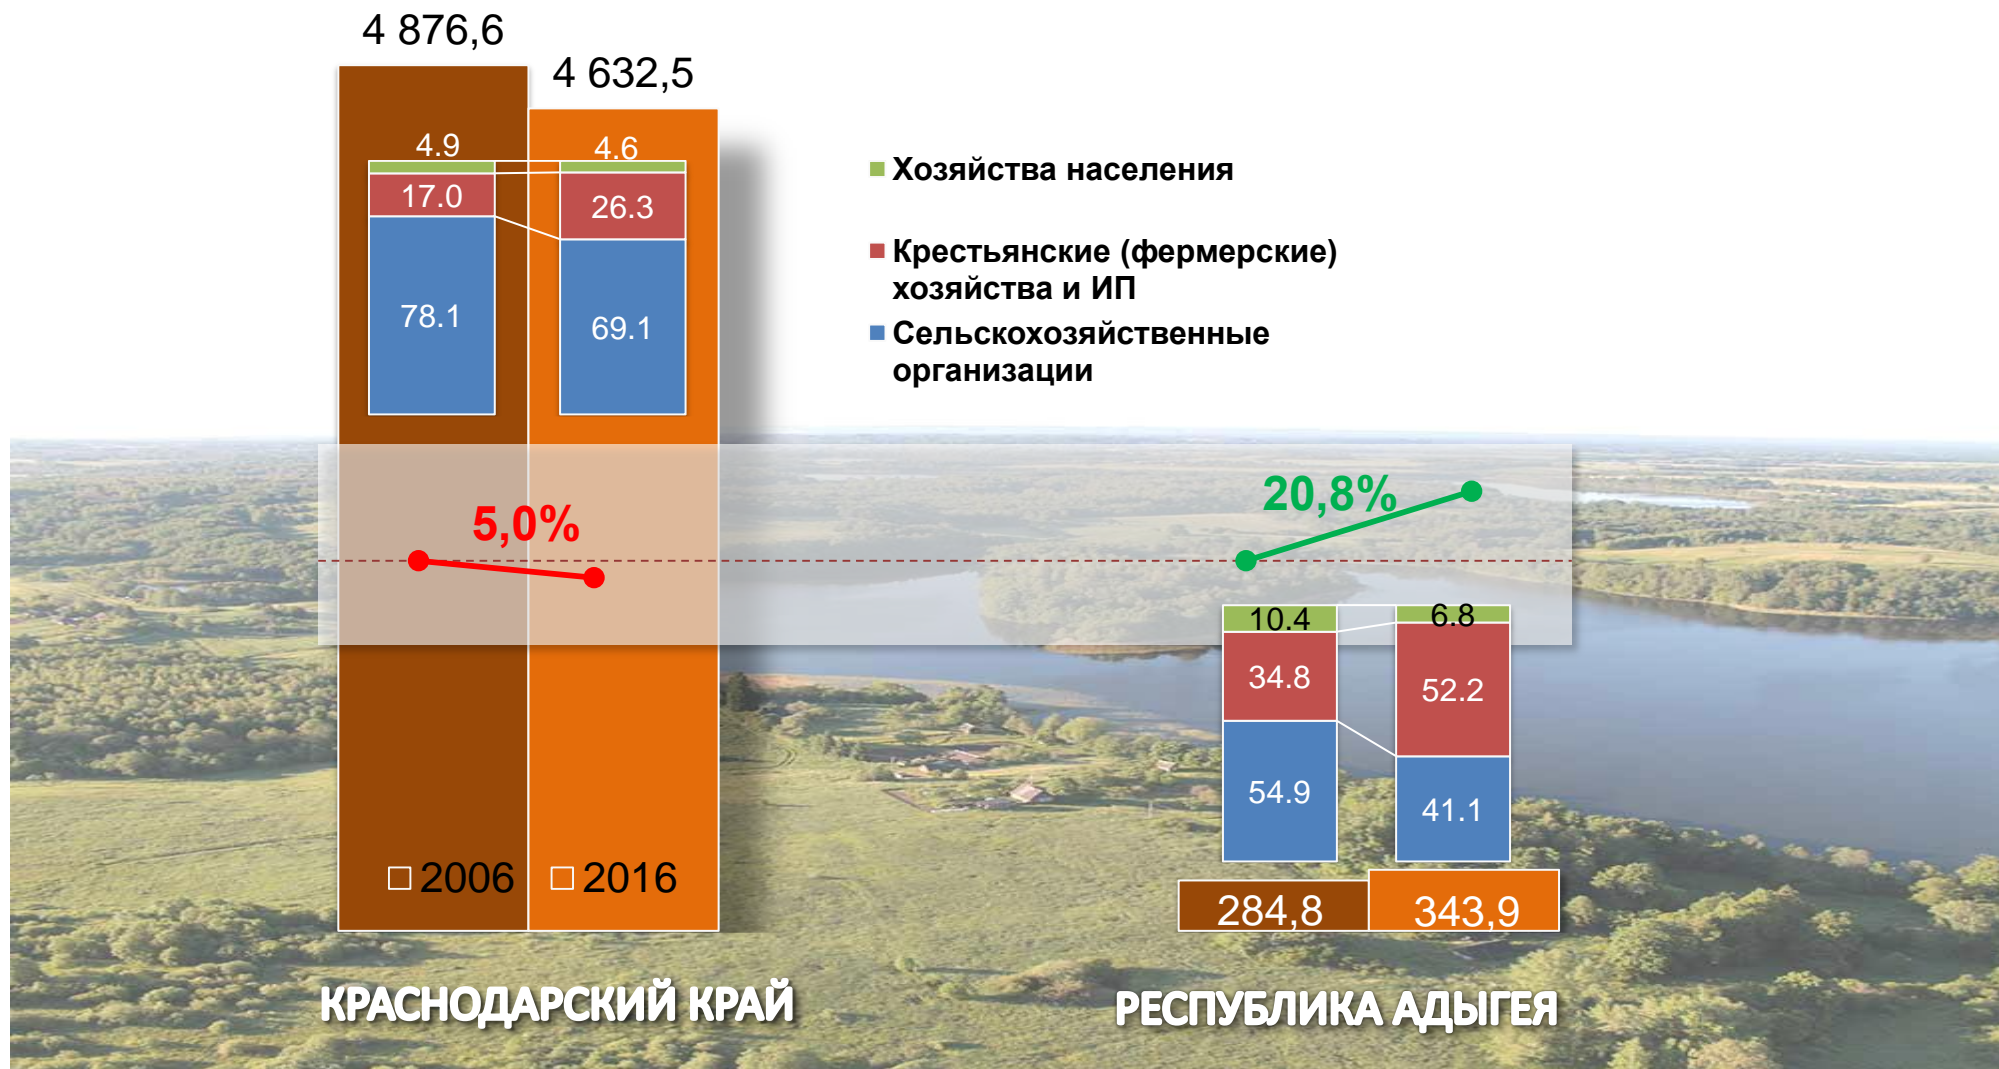 4 876,6
4 632,5
4.9
4.6
17.0
26.3
78.1
69.1
Хозяйства населения
Крестьянские (фермерские)
хозяйства и ИП
Сельскохозяйственные
организации
5,0%
20,8%
10.4
6.8
34.8
52.2
54.9
41.1
2006
2016
284,8
343,9
КРАСНОДАРСКИЙ КРАЙ
РЕСПУБЛИКА АДЫГЕЯ